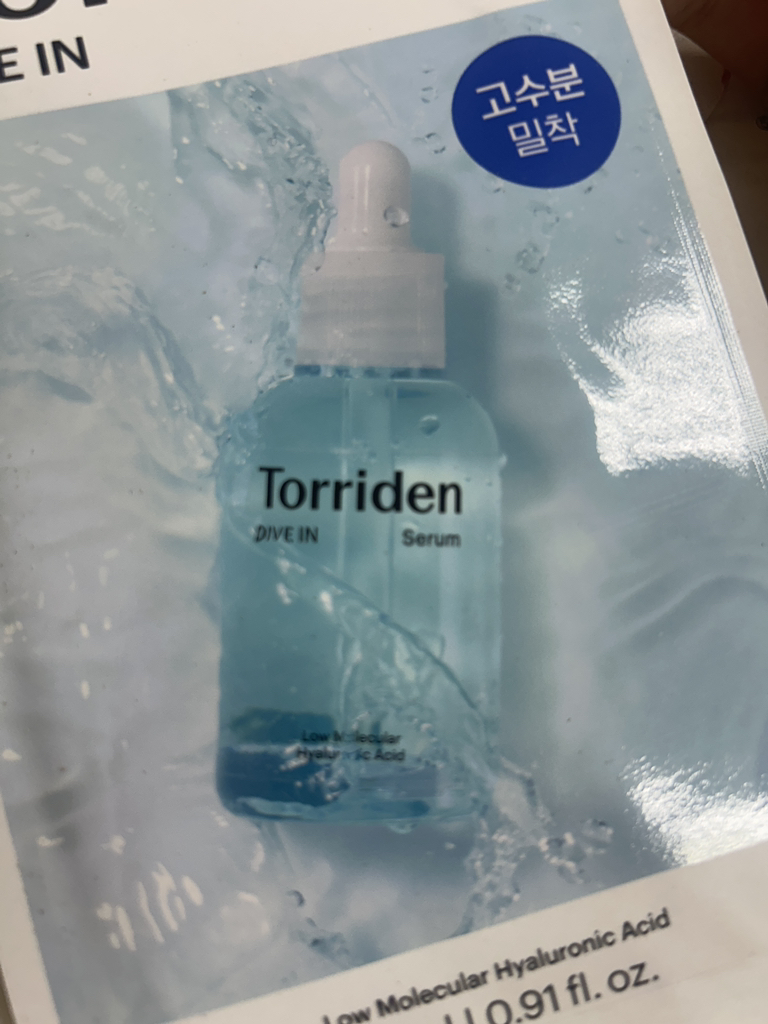 E IN
고수분
밀착
Torriden
DIVE IN Serum
Low Molecular
Hyaluronic Acid
Low Molecular Hyaluronic Acid
0.91 fl. oz.